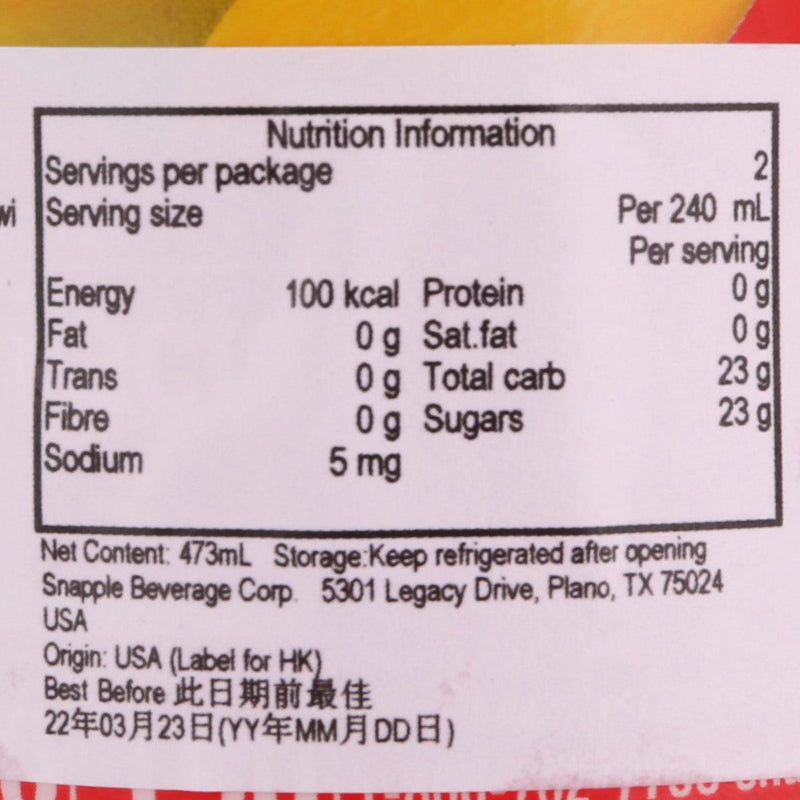 Nutrition Information
Servings per package 2
Serving size Per 240 mL
Per serving
Energy 100 kcal Protein 0 g
Fat 0 g Sat.fat 0 g
Trans 0 g Total carb 23 g
Fibre 0 g Sugars 23 g
Sodium 5 mg
Net Content: 473mL Storage:Keep refrigerated after opening
Snapple Beverage Corp. 5301 Legacy Drive, Plano, TX 75024
USA
Origin: USA (Label for HK)
Best Before 此日期前最佳
22年03月23日(YY年MM月DD日)